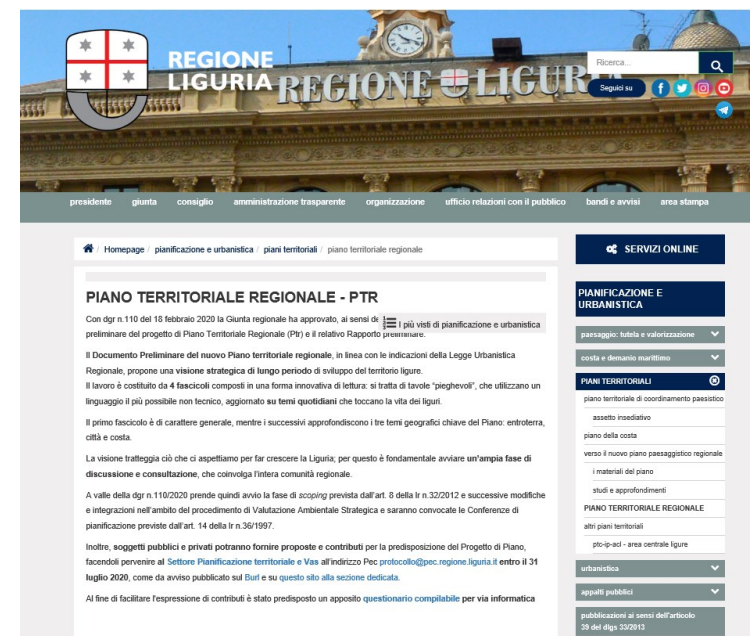 REGIONE
LIGURIA
REGIONE LIGURIA
Ricerca...
Seguici su
presidente giunta consiglio amministrazione trasparente organizzazione ufficio relazioni con il pubblico bandi e avvisi area stampa
/ Homepage / pianificazione e urbanistica / piani territoriali / piano territoriale regionale
PIANO TERRITORIALE REGIONALE - PTR
Con dgr n.110 del 18 febbraio 2020 la Giunta regionale ha approvato, ai sensi de
I più visti di pianificazione e urbanistica
preliminare del progetto di Piano Territoriale Regionale (Ptr) e il relativo Rapporto preliminare.
Il Documento Preliminare del nuovo Piano territoriale regionale, in linea con le indicazioni della Legge Urbanistica
Regionale, propone una visione strategica di lungo periodo di sviluppo del territorio ligure.
Il lavoro è costituito da 4 fascicoli composti in una forma innovativa di lettura: si tratta di tavole "pieghevoli", che utilizzano un
linguaggio il più possibile non tecnico, aggiornato su temi quotidiani che toccano la vita dei liguri.
Il primo fascicolo è di carattere generale, mentre i successivi approfondiscono i tre temi geografici chiave del Piano: entroterra,
città e costa.
La visione tratteggia ciò che ci aspettiamo per far crescere la Liguria; per questo è fondamentale avviare un'ampia fase di
discussione e consultazione, che coinvolga l'intera comunità regionale.
A valle della dgr n.110/2020 prende quindi avvio la fase di scoping prevista dall'art. 8 della lr n.32/2012 e successive modifiche
e integrazioni nell'ambito del procedimento di Valutazione Ambientale Strategica e saranno convocate le Conferenze di
pianificazione previste dall'art. 14 della lr n.36/1997.
Inoltre, soggetti pubblici e privati potranno fornire proposte e contributi per la predisposizione del Progetto di Piano,
facendoli pervenire al Settore Pianificazione territoriale e Vas all'indirizzo Pec protocollo@pec.regione.liguria.it entro il 31
luglio 2020, come da avviso pubblicato sul Burl e su questo sito alla sezione dedicata.
Al fine di facilitare l'espressione di contributi è stato predisposto un apposito questionario compilabile per via informatica
SERVIZI ONLINE
PIANIFICAZIONE E
URBANISTICA
paesaggio: tutela e valorizzazione
costa e demanio marittimo
PIANI TERRITORIALI
piano territoriale di coordinamento paesistico
assetto insediativo
piano della costa
verso il nuovo piano paesaggistico regionale
i materiali del piano
studi e approfondimenti
PIANO TERRITORIALE REGIONALE
altri piani territoriali
ptc-ip-acl - area centrale ligure
urbanistica
appalti pubblici
pubblicazioni ai sensi dell'articolo
39 del dlgs 33/2013